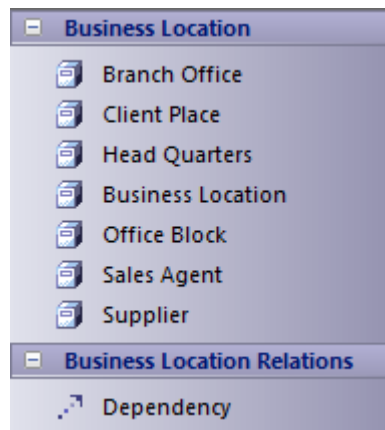 Business Location
Branch Office
Client Place
Head Quarters
Business Location
Office Block
Sales Agent
Supplier
Business Location Relations
Dependency